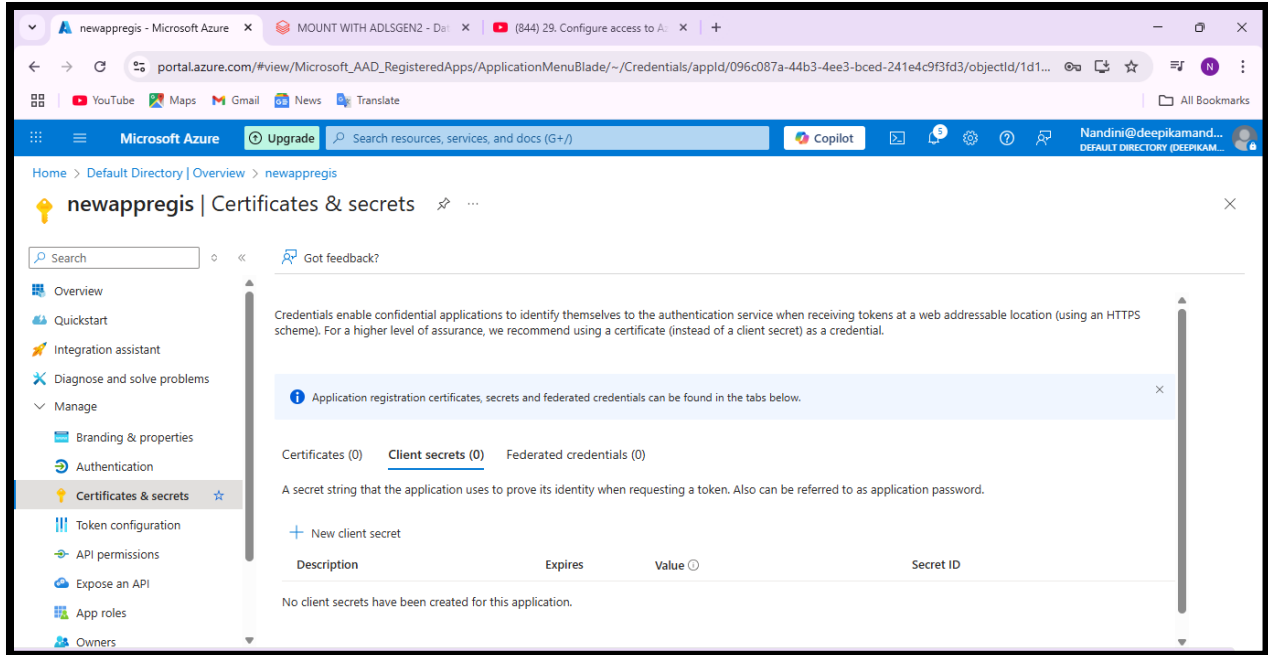 newappregis - Microsoft Azure
MOUNT WITH ADLSGEN2 - Dat
(844) 29. Configure access to A
portal.azure.com/#view/Microsoft_AAD_RegisteredApps/ApplicationMenuBlade/~/Credentials/appId/096c087a-44b3-4ee3-bced-241e4c9f3fd3/objectId/1d1...
N
YouTube
Maps
Gmail
News
Translate
All Bookmarks
Microsoft Azure
Upgrade
Search resources, services, and docs (G+/)
Copilot
5
Nandini@deepikamand...
DEFAULT DIRECTORY (DEEPIKAM...
Home > Default Directory | Overview > newappregis
newappregis | Certificates & secrets
Search
Got feedback?
Overview
Quickstart
Integration assistant
Diagnose and solve problems
Manage
Branding & properties
Authentication
Certificates & secrets
Token configuration
API permissions
Expose an API
App roles
Owners
Credentials enable confidential applications to identify themselves to the authentication service when receiving tokens at a web addressable location (using an HTTPS
scheme). For a higher level of assurance, we recommend using a certificate (instead of a client secret) as a credential.
Application registration certificates, secrets and federated credentials can be found in the tabs below.
Certificates (0) Client secrets (0) Federated credentials (0)
A secret string that the application uses to prove its identity when requesting a token. Also can be referred to as application password.
New client secret
Description Expires Value Secret ID
No client secrets have been created for this application.